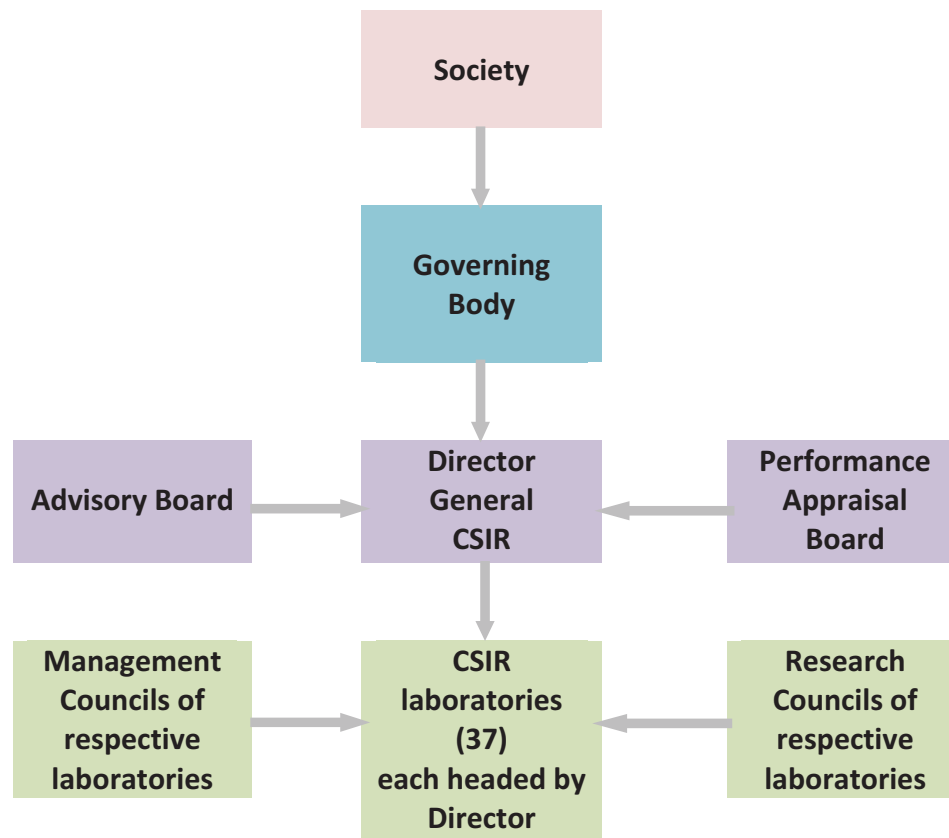 Society
Governing
Body
Advisory Board
Director
General
CSIR
Performance
Appraisal
Board
Management
Councils of
respective
laboratories
CSIR
laboratories
(37)
each headed by
Director
Research
Councils of
respective
laboratories